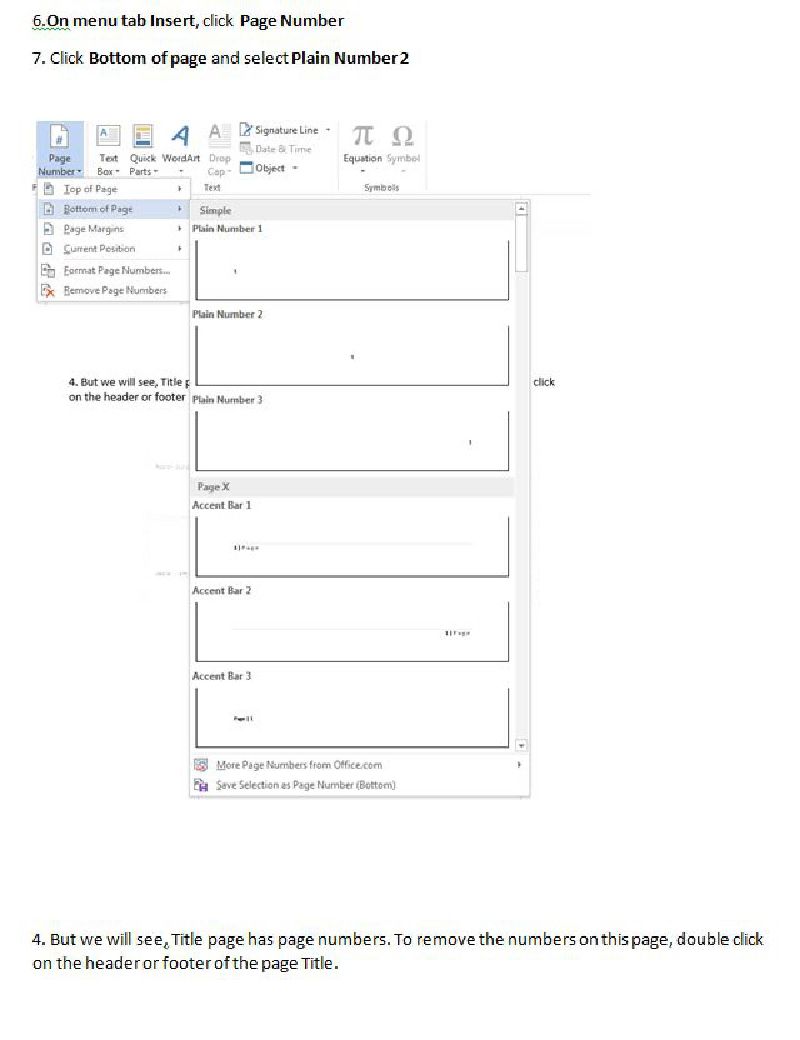 6.On menu tab Insert, click Page Number
7. Click Bottom of page and select Plain Number 2
Page Number
Text Box
Quick Parts
WordArt
Drop Cap
Signature Line
Date & Time
Object
Equation
Symbol
Text
Symbols
Top of Page
Bottom of Page
Page Margins
Current Position
Format Page Numbers...
Remove Page Numbers
Simple
Plain Number 1
1
Plain Number 2
1
Plain Number 3
1
4. But we will see, Title p
click
on the header or footer
Page X
Accent Bar 1
1|Page
Accent Bar 2
1|Page
Accent Bar 3
Page|1
More Page Numbers from Office.com
Save Selection as Page Number (Bottom)
4. But we will see, Title page has page numbers. To remove the numbers on this page, double click
on the header or footer of the page Title.